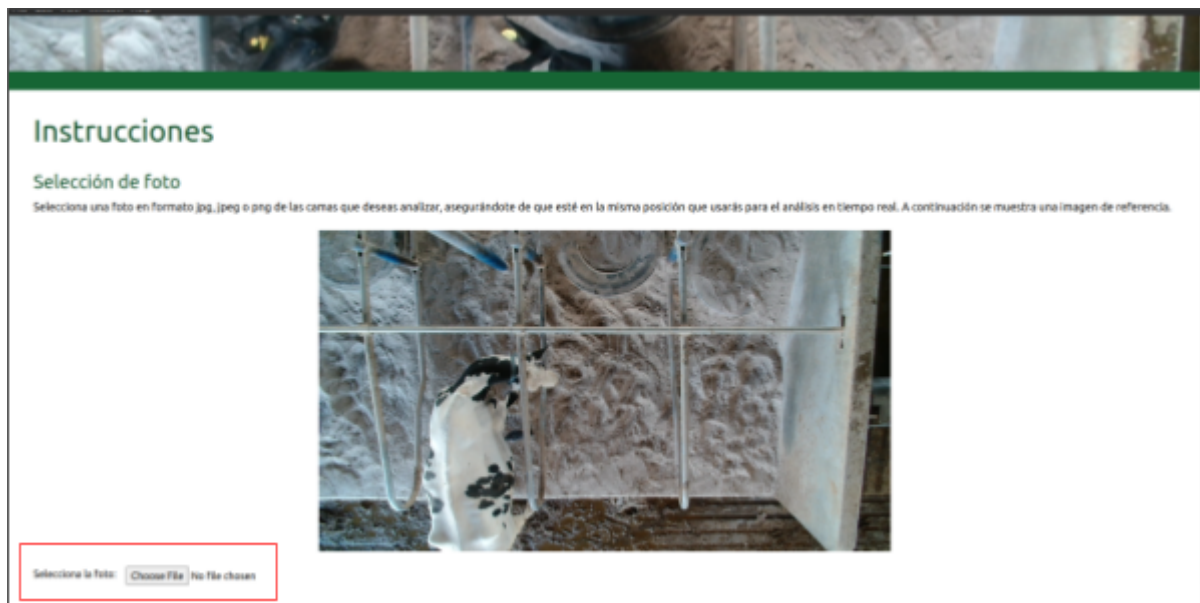 Instrucciones
Selección de foto
Selecciona una foto en formato jpg, jpeg o png de las camas que deseas analizar, asegurándote de que esté en la misma posición que usarás para el análisis en tiempo real. A continuación se muestra una imagen de referencia.
Selecciona la foto: Choose File No file chosen